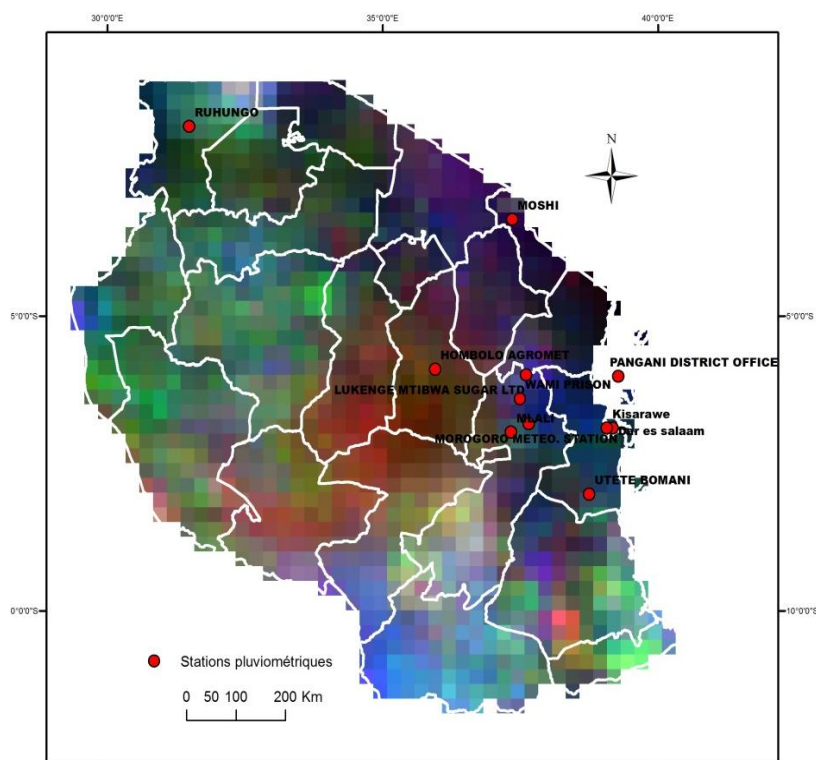 30°0'0"E 35°0'0"E 40°0'0"E
RUHUNGO
N
MOSHI
5°0'0"S 5°0'0"S
HOMBOLO AGROMET
PANGANI DISTRICT OFFICE
WAMI PRISON
LUKENGE MTIBWA SUGAR LTD
Kisarawe
MLALI
Dar es salaam
MOROGORO METEO. STATION
UTETE BOMANI
0°0'0"S 10°0'0"S
Stations pluviométriques
0 50 100 200 Km